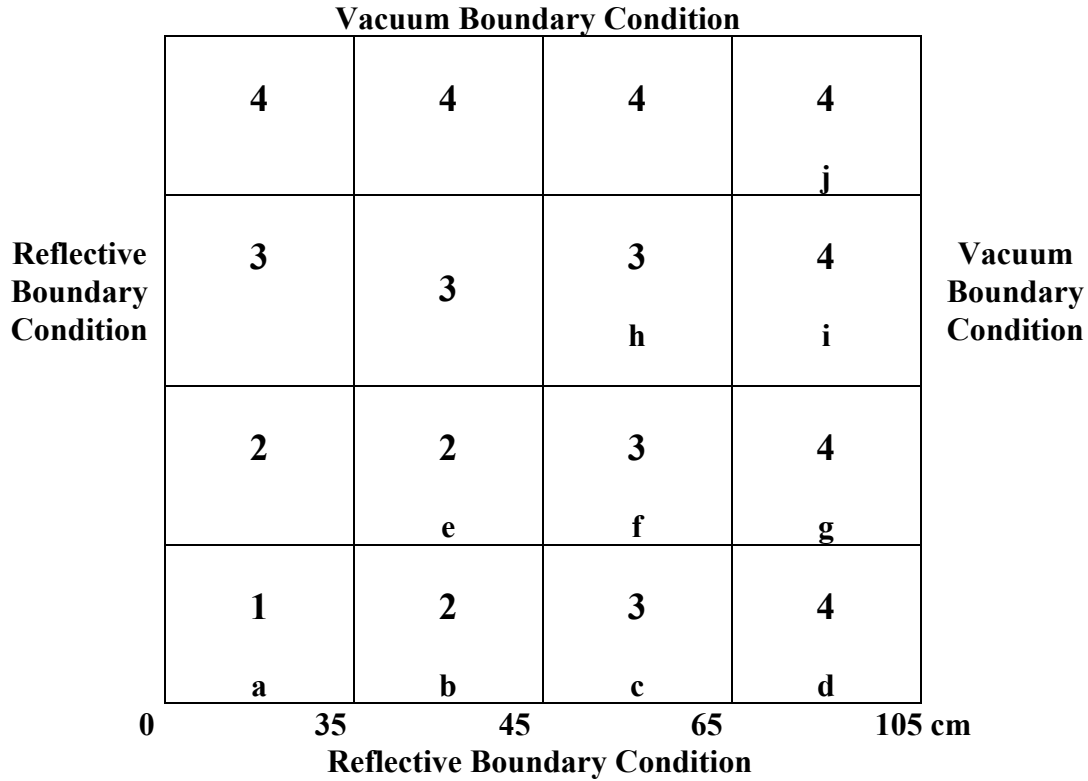 Vacuum Boundary Condition
4 4 4 4
j
Reflective Boundary Condition
3 3 3 4
h i
Vacuum Boundary Condition
2 2 3 4
e f g
1 2 3 4
a b c d
0 35 45 65 105 cm
Reflective Boundary Condition